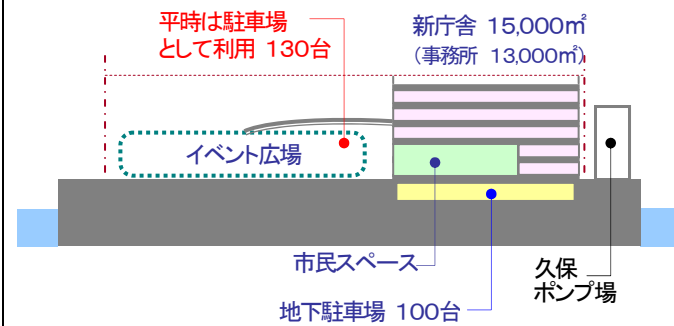 平時は駐車場
として利用 130台
新庁舎 15,000㎡
(事務所 13,000㎡)
イベント広場
市民スペース
久保
ポンプ場
地下駐車場 100台